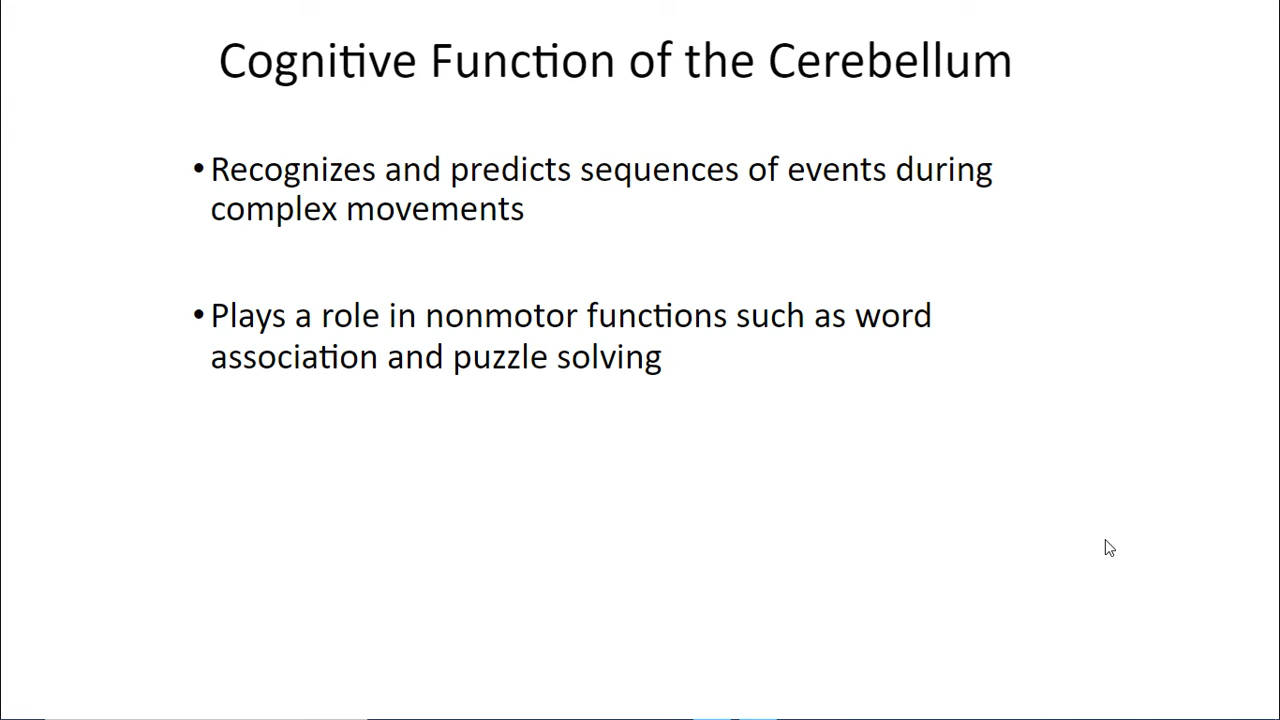 Cognitive Function of the Cerebellum
• Recognizes and predicts sequences of events during
complex movements
• Plays a role in nonmotor functions such as word
association and puzzle solving